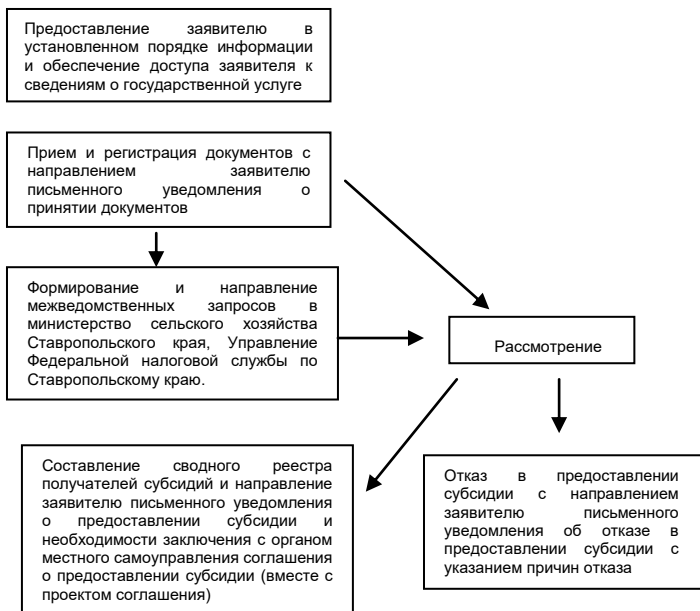 Предоставление заявителю в
установленном порядке информации
и обеспечение доступа заявителя к
сведениям о государственной услуге
Прием и регистрация документов с
направлением заявителю
письменного уведомления о
принятии документов
Формирование и направление
межведомственных запросов в
министерство сельского хозяйства
Ставропольского края, Управление
Федеральной налоговой службы по
Ставропольскому краю.
Рассмотрение
Составление сводного реестра
получателей субсидий и направление
заявителю письменного уведомления
о предоставлении субсидии и
необходимости заключения с органом
местного самоуправления соглашения
о предоставлении субсидии (вместе с
проектом соглашения)
Отказ в предоставлении
субсидии с направлением
заявителю письменного
уведомления об отказе в
предоставлении субсидии с
указанием причин отказа